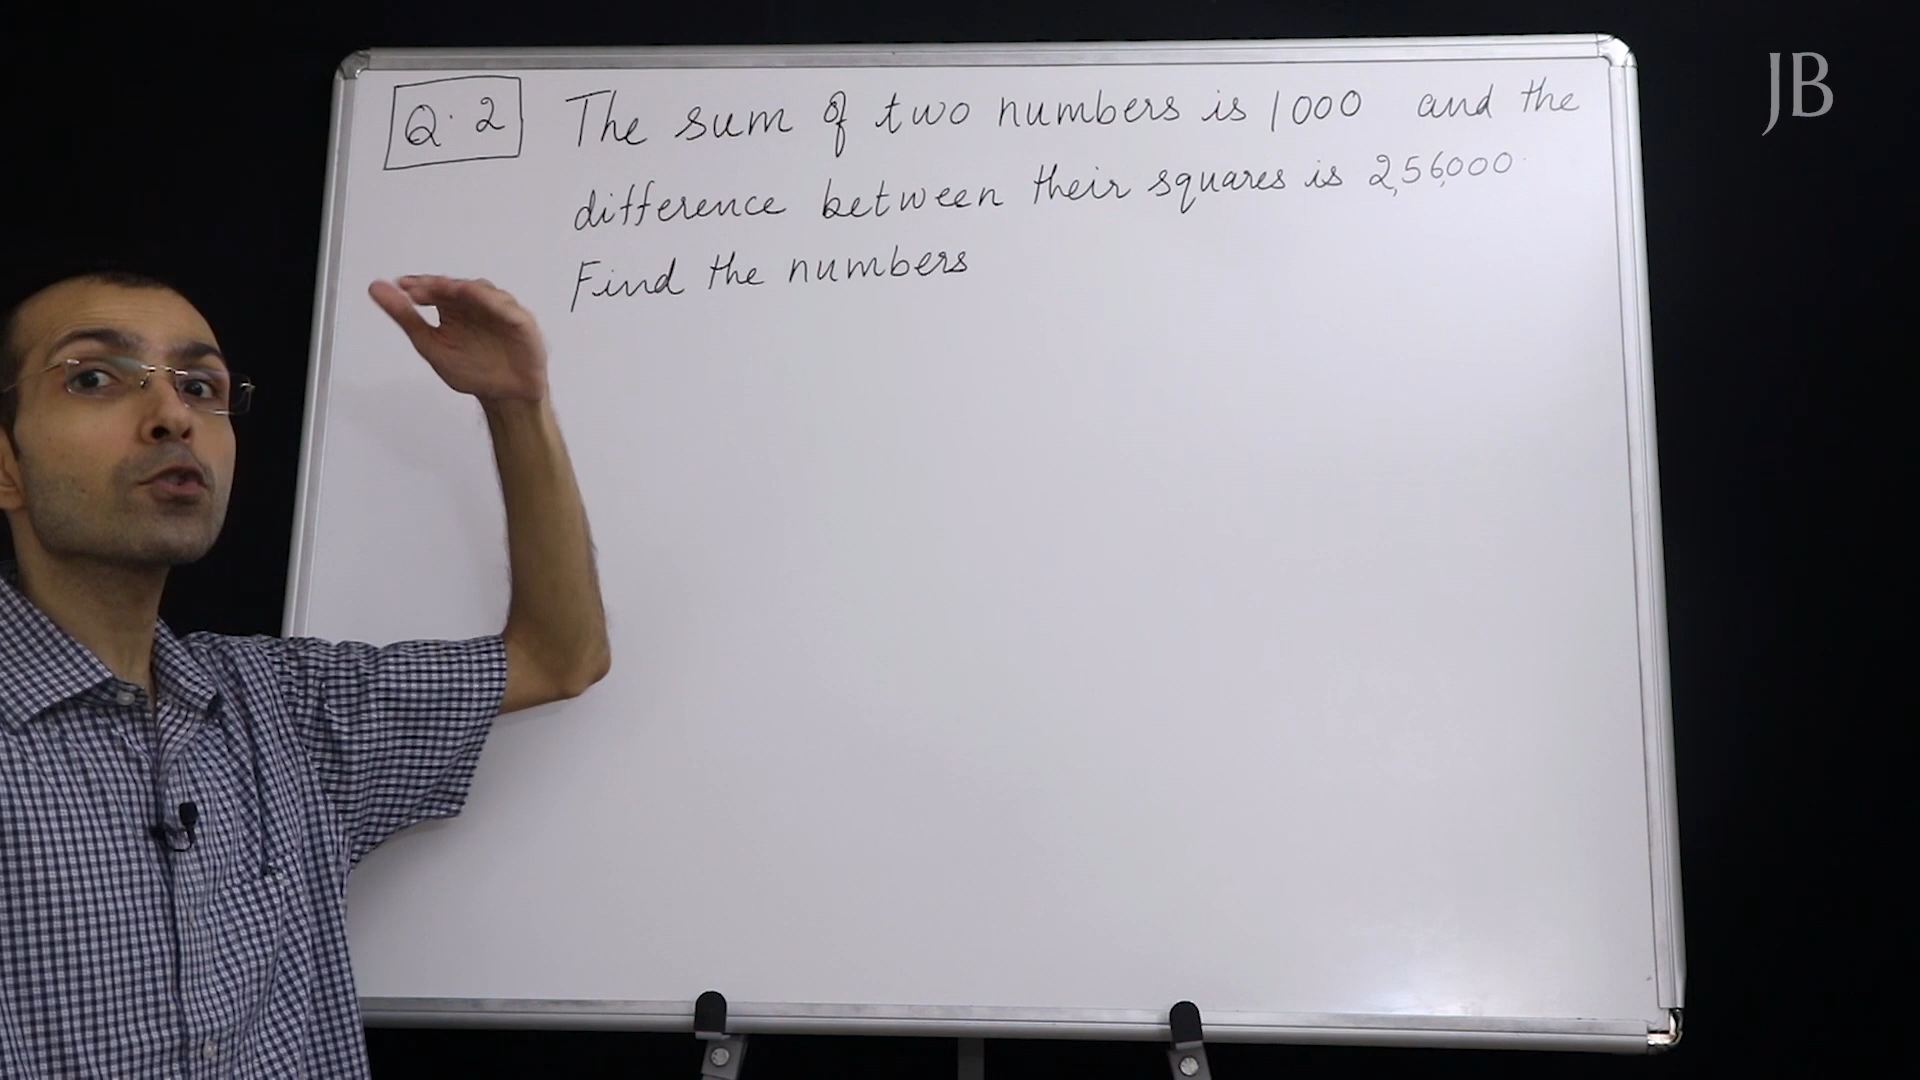 JB
Q. 2 The sum of two numbers is 1000 and the
difference between their squares is 2,56,000.
Find the numbers